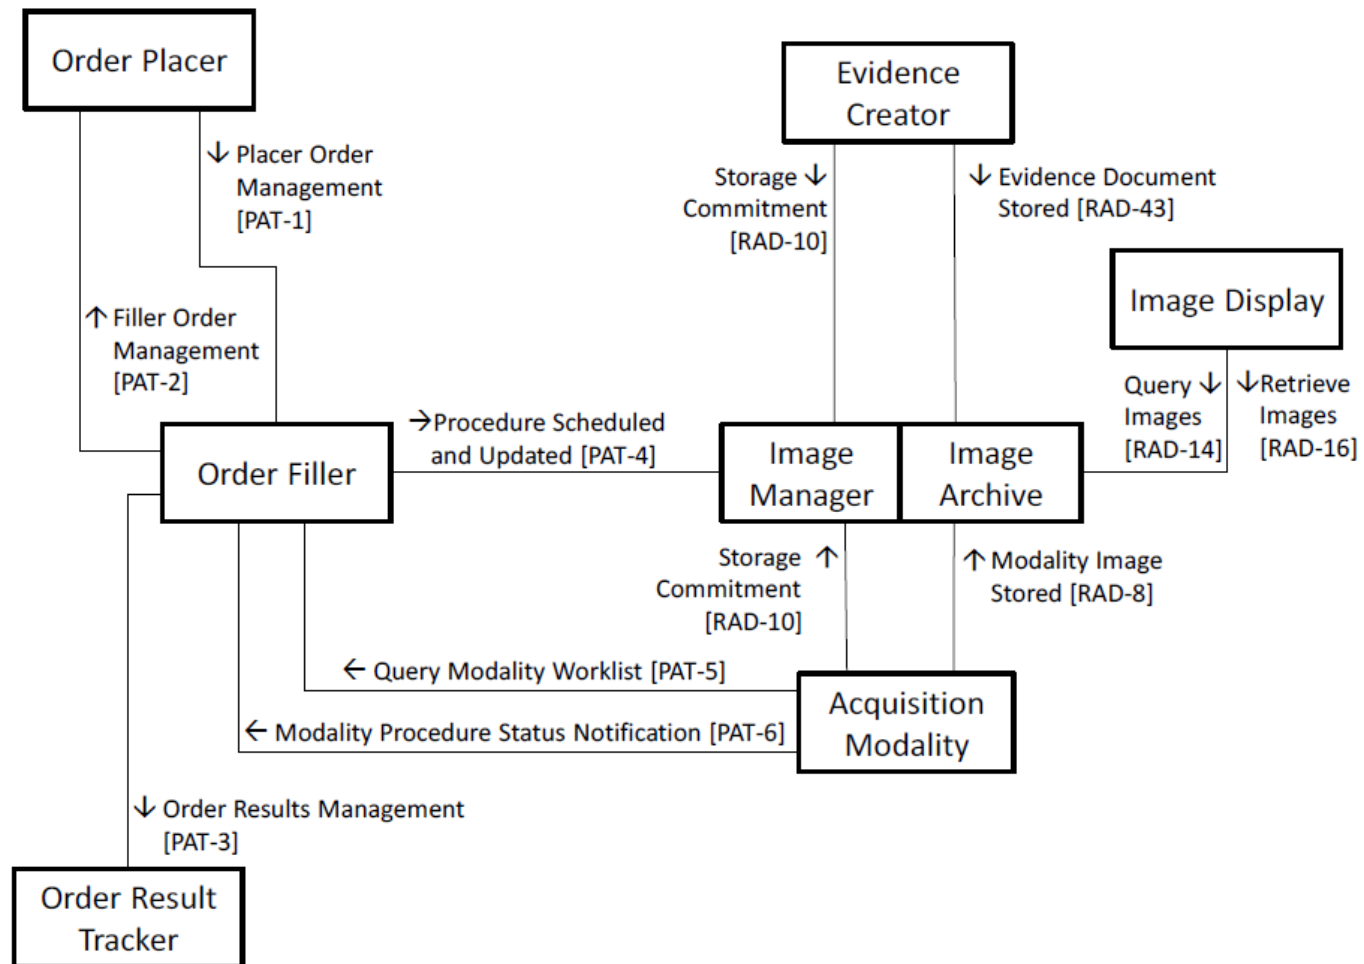 Order Placer
Evidence
Creator
↓ Placer Order
Management
[PAT-1]
Storage ↓
Commitment
[RAD-10]
↓ Evidence Document
Stored [RAD-43]
Image Display
↑ Filler Order
Management
[PAT-2]
Query ↓
Images
[RAD-14]
↓ Retrieve
Images
[RAD-16]
→Procedure Scheduled
and Updated [PAT-4]
Order Filler
Image
Manager
Image
Archive
Storage ↑
Commitment
[RAD-10]
↑ Modality Image
Stored [RAD-8]
← Query Modality Worklist [PAT-5]
← Modality Procedure Status Notification [PAT-6]
Acquisition
Modality
↓ Order Results Management
[PAT-3]
Order Result
Tracker